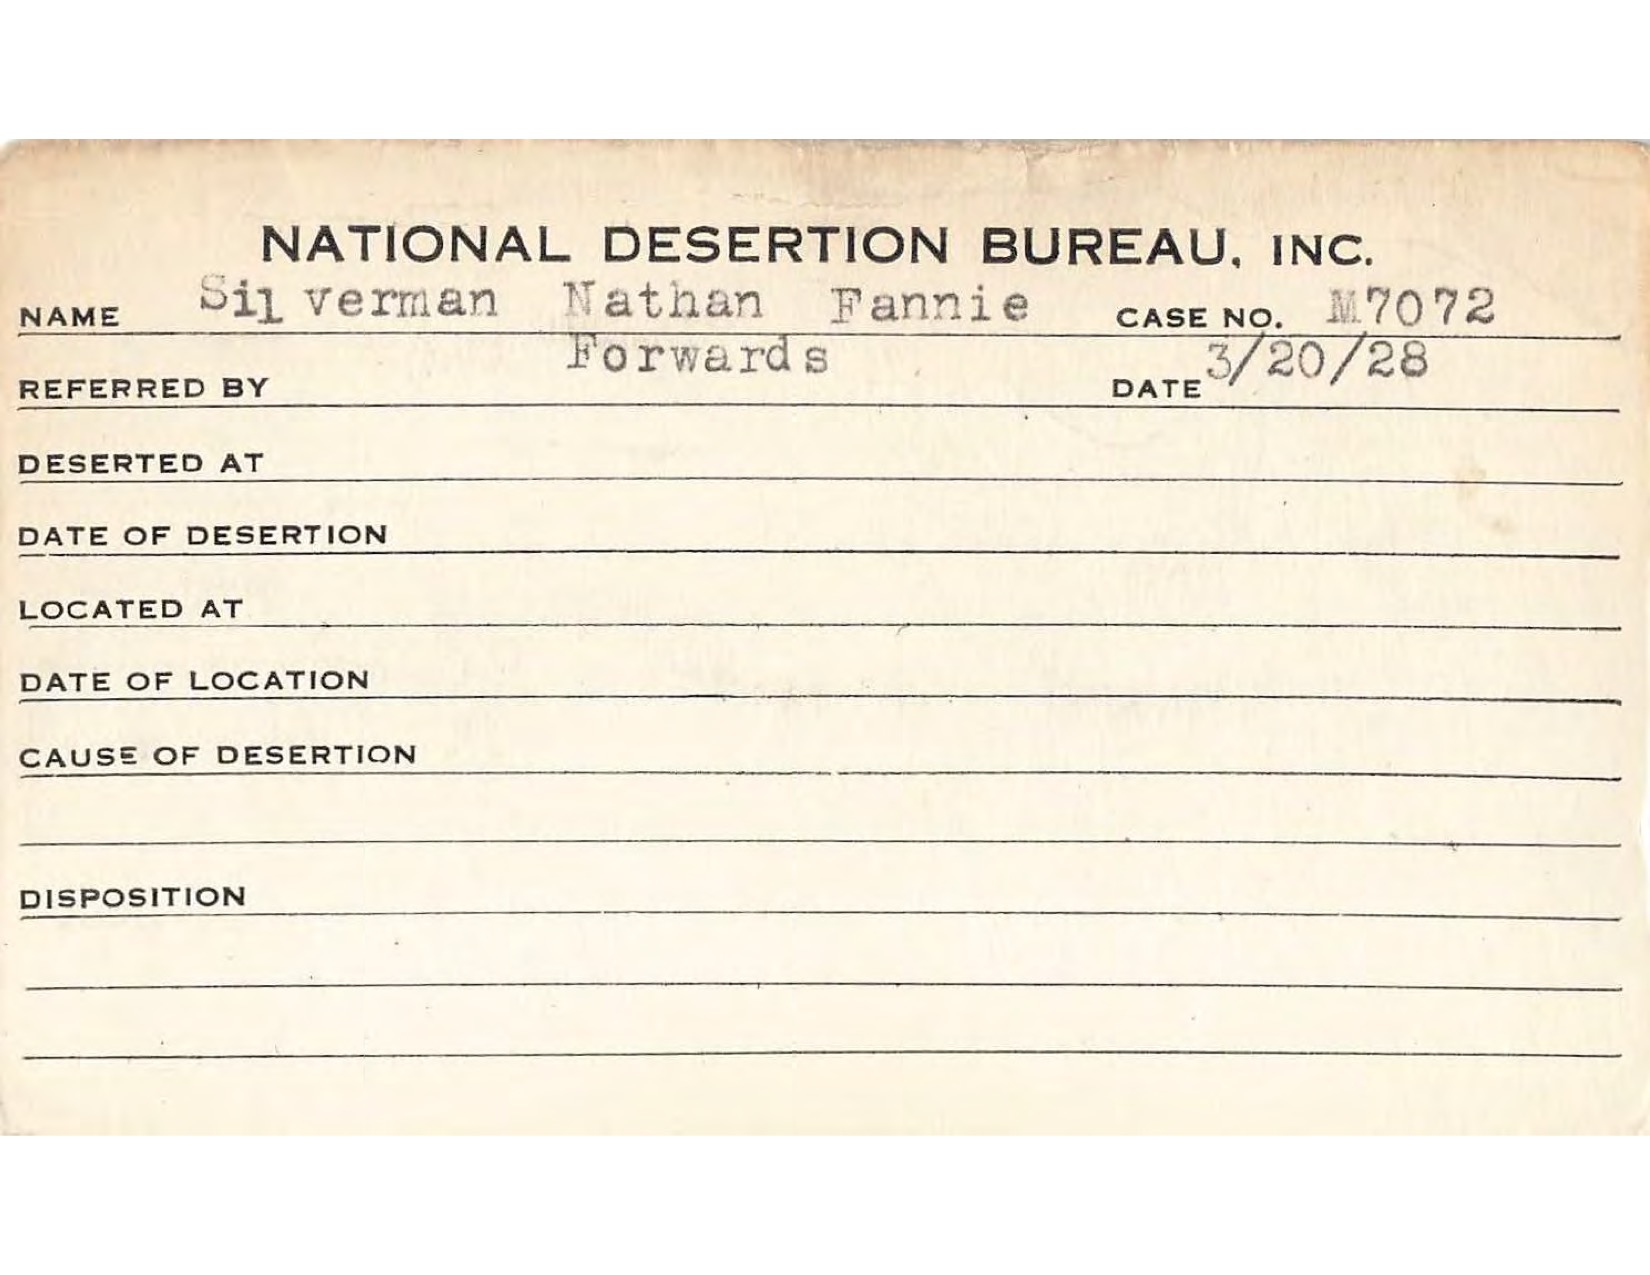 NATIONAL DESERTION BUREAU, INC.
NAME Silverman Nathan Fannie CASE NO. M7072
REFERRED BY Forwards DATE 3/20/28
DESERTED AT
DATE OF DESERTION
LOCATED AT
DATE OF LOCATION
CAUSE OF DESERTION
DISPOSITION